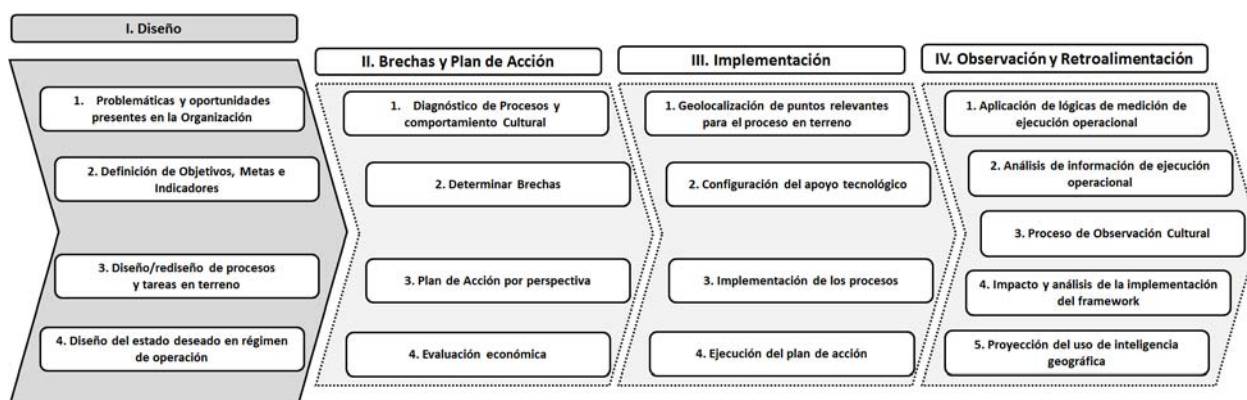 I. Diseño
1. Problemáticas y oportunidades
presentes en la Organización
2. Definición de Objetivos, Metas e
Indicadores
3. Diseño/rediseño de procesos
y tareas en terreno
4. Diseño del estado deseado en régimen
de operación
II. Brechas y Plan de Acción
1. Diagnóstico de Procesos y
comportamiento Cultural
2. Determinar Brechas
3. Plan de Acción por perspectiva
4. Evaluación económica
III. Implementación
1. Geolocalización de puntos relevantes
para el proceso en terreno
2. Configuración del apoyo tecnológico
3. Implementación de los procesos
4. Ejecución del plan de acción
IV. Observación y Retroalimentación
1. Aplicación de lógicas de medición de
ejecución operacional
2. Análisis de información de ejecución
operacional
3. Proceso de Observación Cultural
4. Impacto y análisis de la implementación
del framework
5. Proyección del uso de inteligencia
geográfica